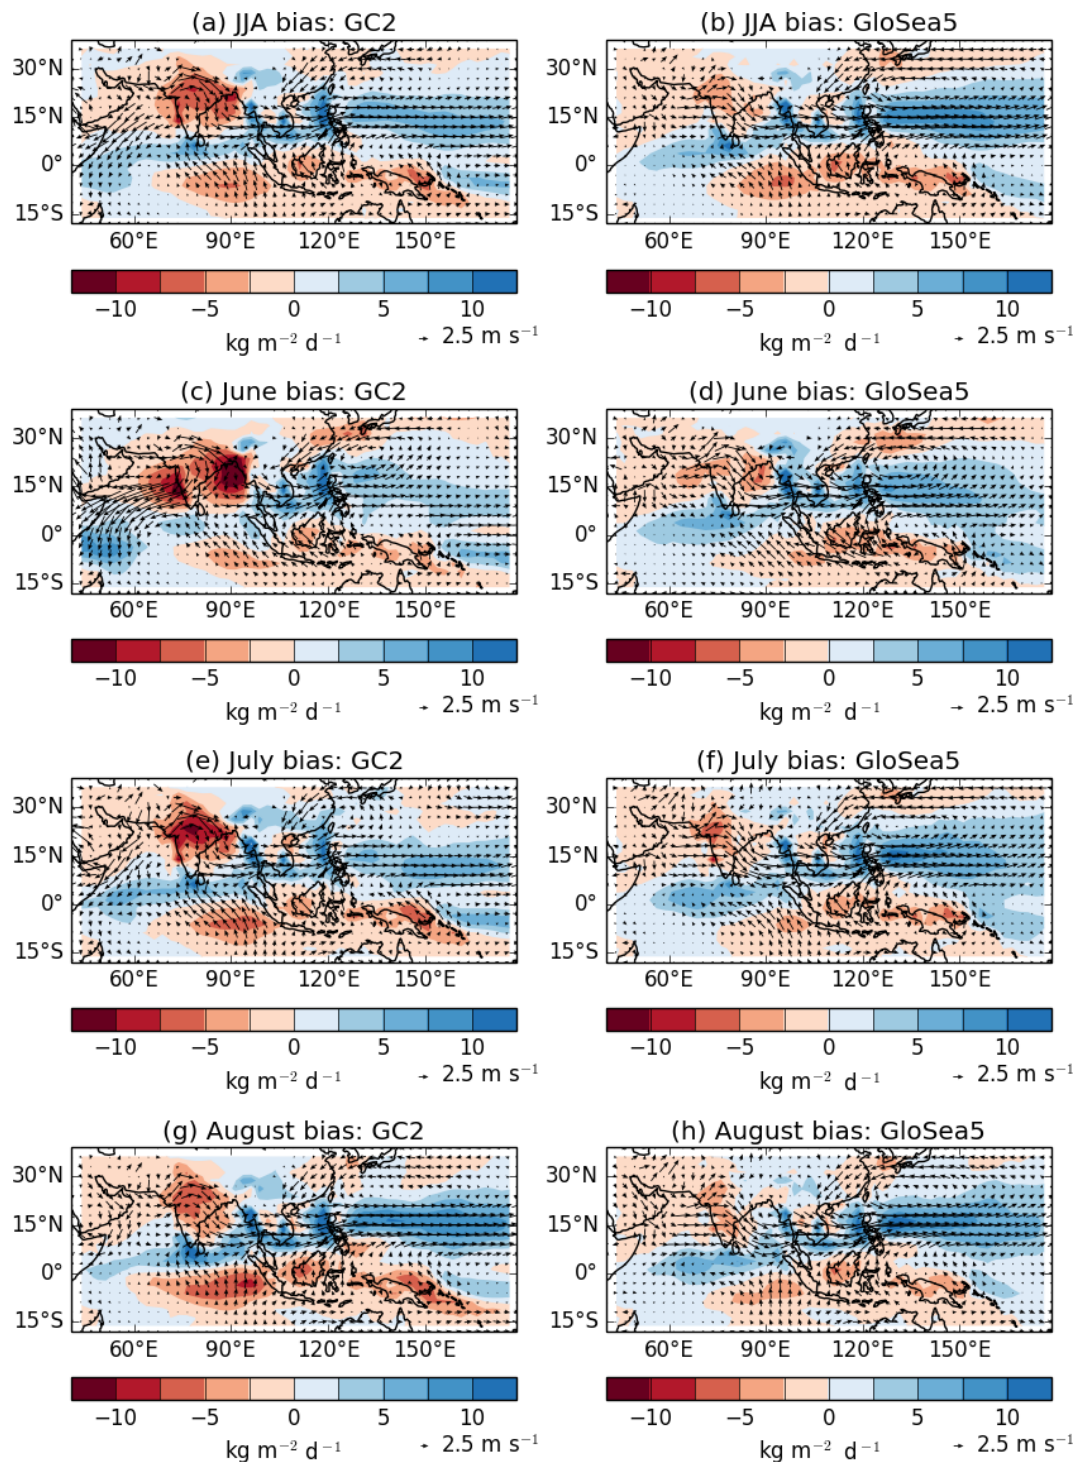 (a) JJA bias: GC2 (b) JJA bias: GloSea5
30°N 30°N
15°N 15°N
0° 0°
15°S 15°S
60°E 90°E 120°E 150°E 60°E 90°E 120°E 150°E
−10 −5 0 5 10 −10 −5 0 5 10
kg m⁻² d⁻¹ 2.5 m s⁻¹ kg m⁻² d⁻¹ 2.5 m s⁻¹
(c) June bias: GC2 (d) June bias: GloSea5
30°N 30°N
15°N 15°N
0° 0°
15°S 15°S
60°E 90°E 120°E 150°E 60°E 90°E 120°E 150°E
−10 −5 0 5 10 −10 −5 0 5 10
kg m⁻² d⁻¹ 2.5 m s⁻¹ kg m⁻² d⁻¹ 2.5 m s⁻¹
(e) July bias: GC2 (f) July bias: GloSea5
30°N 30°N
15°N 15°N
0° 0°
15°S 15°S
60°E 90°E 120°E 150°E 60°E 90°E 120°E 150°E
−10 −5 0 5 10 −10 −5 0 5 10
kg m⁻² d⁻¹ 2.5 m s⁻¹ kg m⁻² d⁻¹ 2.5 m s⁻¹
(g) August bias: GC2 (h) August bias: GloSea5
30°N 30°N
15°N 15°N
0° 0°
15°S 15°S
60°E 90°E 120°E 150°E 60°E 90°E 120°E 150°E
−10 −5 0 5 10 −10 −5 0 5 10
kg m⁻² d⁻¹ 2.5 m s⁻¹ kg m⁻² d⁻¹ 2.5 m s⁻¹